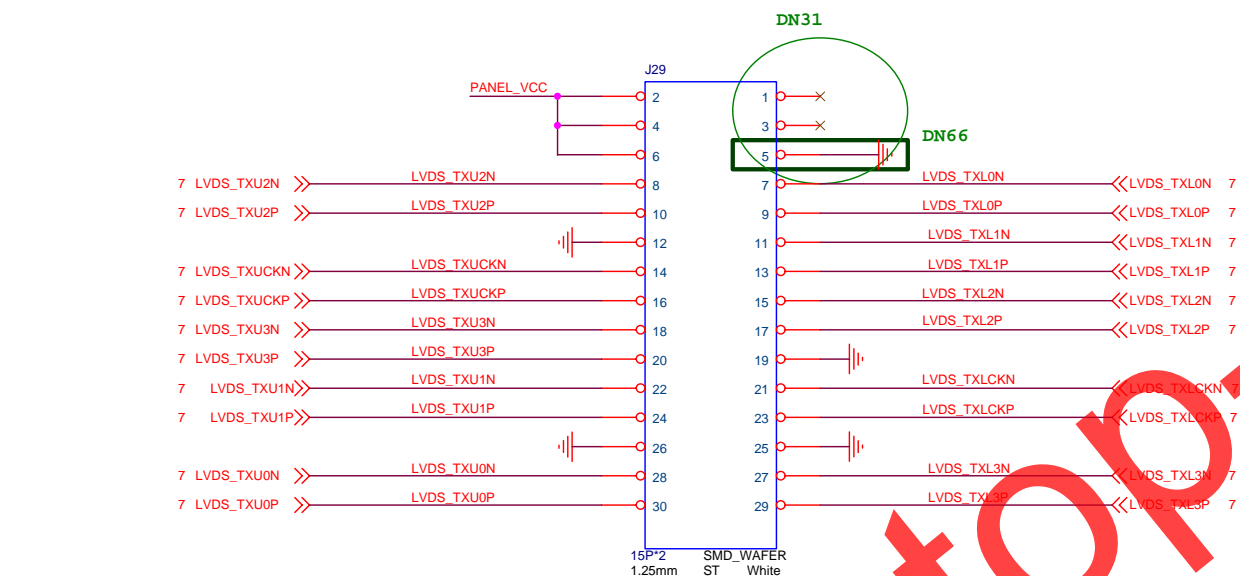 DN31
J29
PANEL_VCC
2 1
4 3
DN66
6 5
7 LVDS_TXU2N LVDS_TXU2N 8 7 LVDS_TXL0N LVDS_TXL0N 7
7 LVDS_TXU2P LVDS_TXU2P 10 9 LVDS_TXL0P LVDS_TXL0P 7
12 11 LVDS_TXL1N LVDS_TXL1N 7
7 LVDS_TXUCKN LVDS_TXUCKN 14 13 LVDS_TXL1P LVDS_TXL1P 7
7 LVDS_TXUCKP LVDS_TXUCKP 16 15 LVDS_TXL2N LVDS_TXL2N 7
7 LVDS_TXU3N LVDS_TXU3N 18 17 LVDS_TXL2P LVDS_TXL2P 7
7 LVDS_TXU3P LVDS_TXU3P 20 19
7 LVDS_TXU1N LVDS_TXU1N 22 21 LVDS_TXLCKN LVDS_TXLCKN 7
7 LVDS_TXU1P LVDS_TXU1P 24 23 LVDS_TXLCKP LVDS_TXLCKP 7
26 25
7 LVDS_TXU0N LVDS_TXU0N 28 27 LVDS_TXL3N LVDS_TXL3N 7
7 LVDS_TXU0P LVDS_TXU0P 30 29 LVDS_TXL3P LVDS_TXL3P 7
15P*2 SMD_WAFER
1.25mm ST White